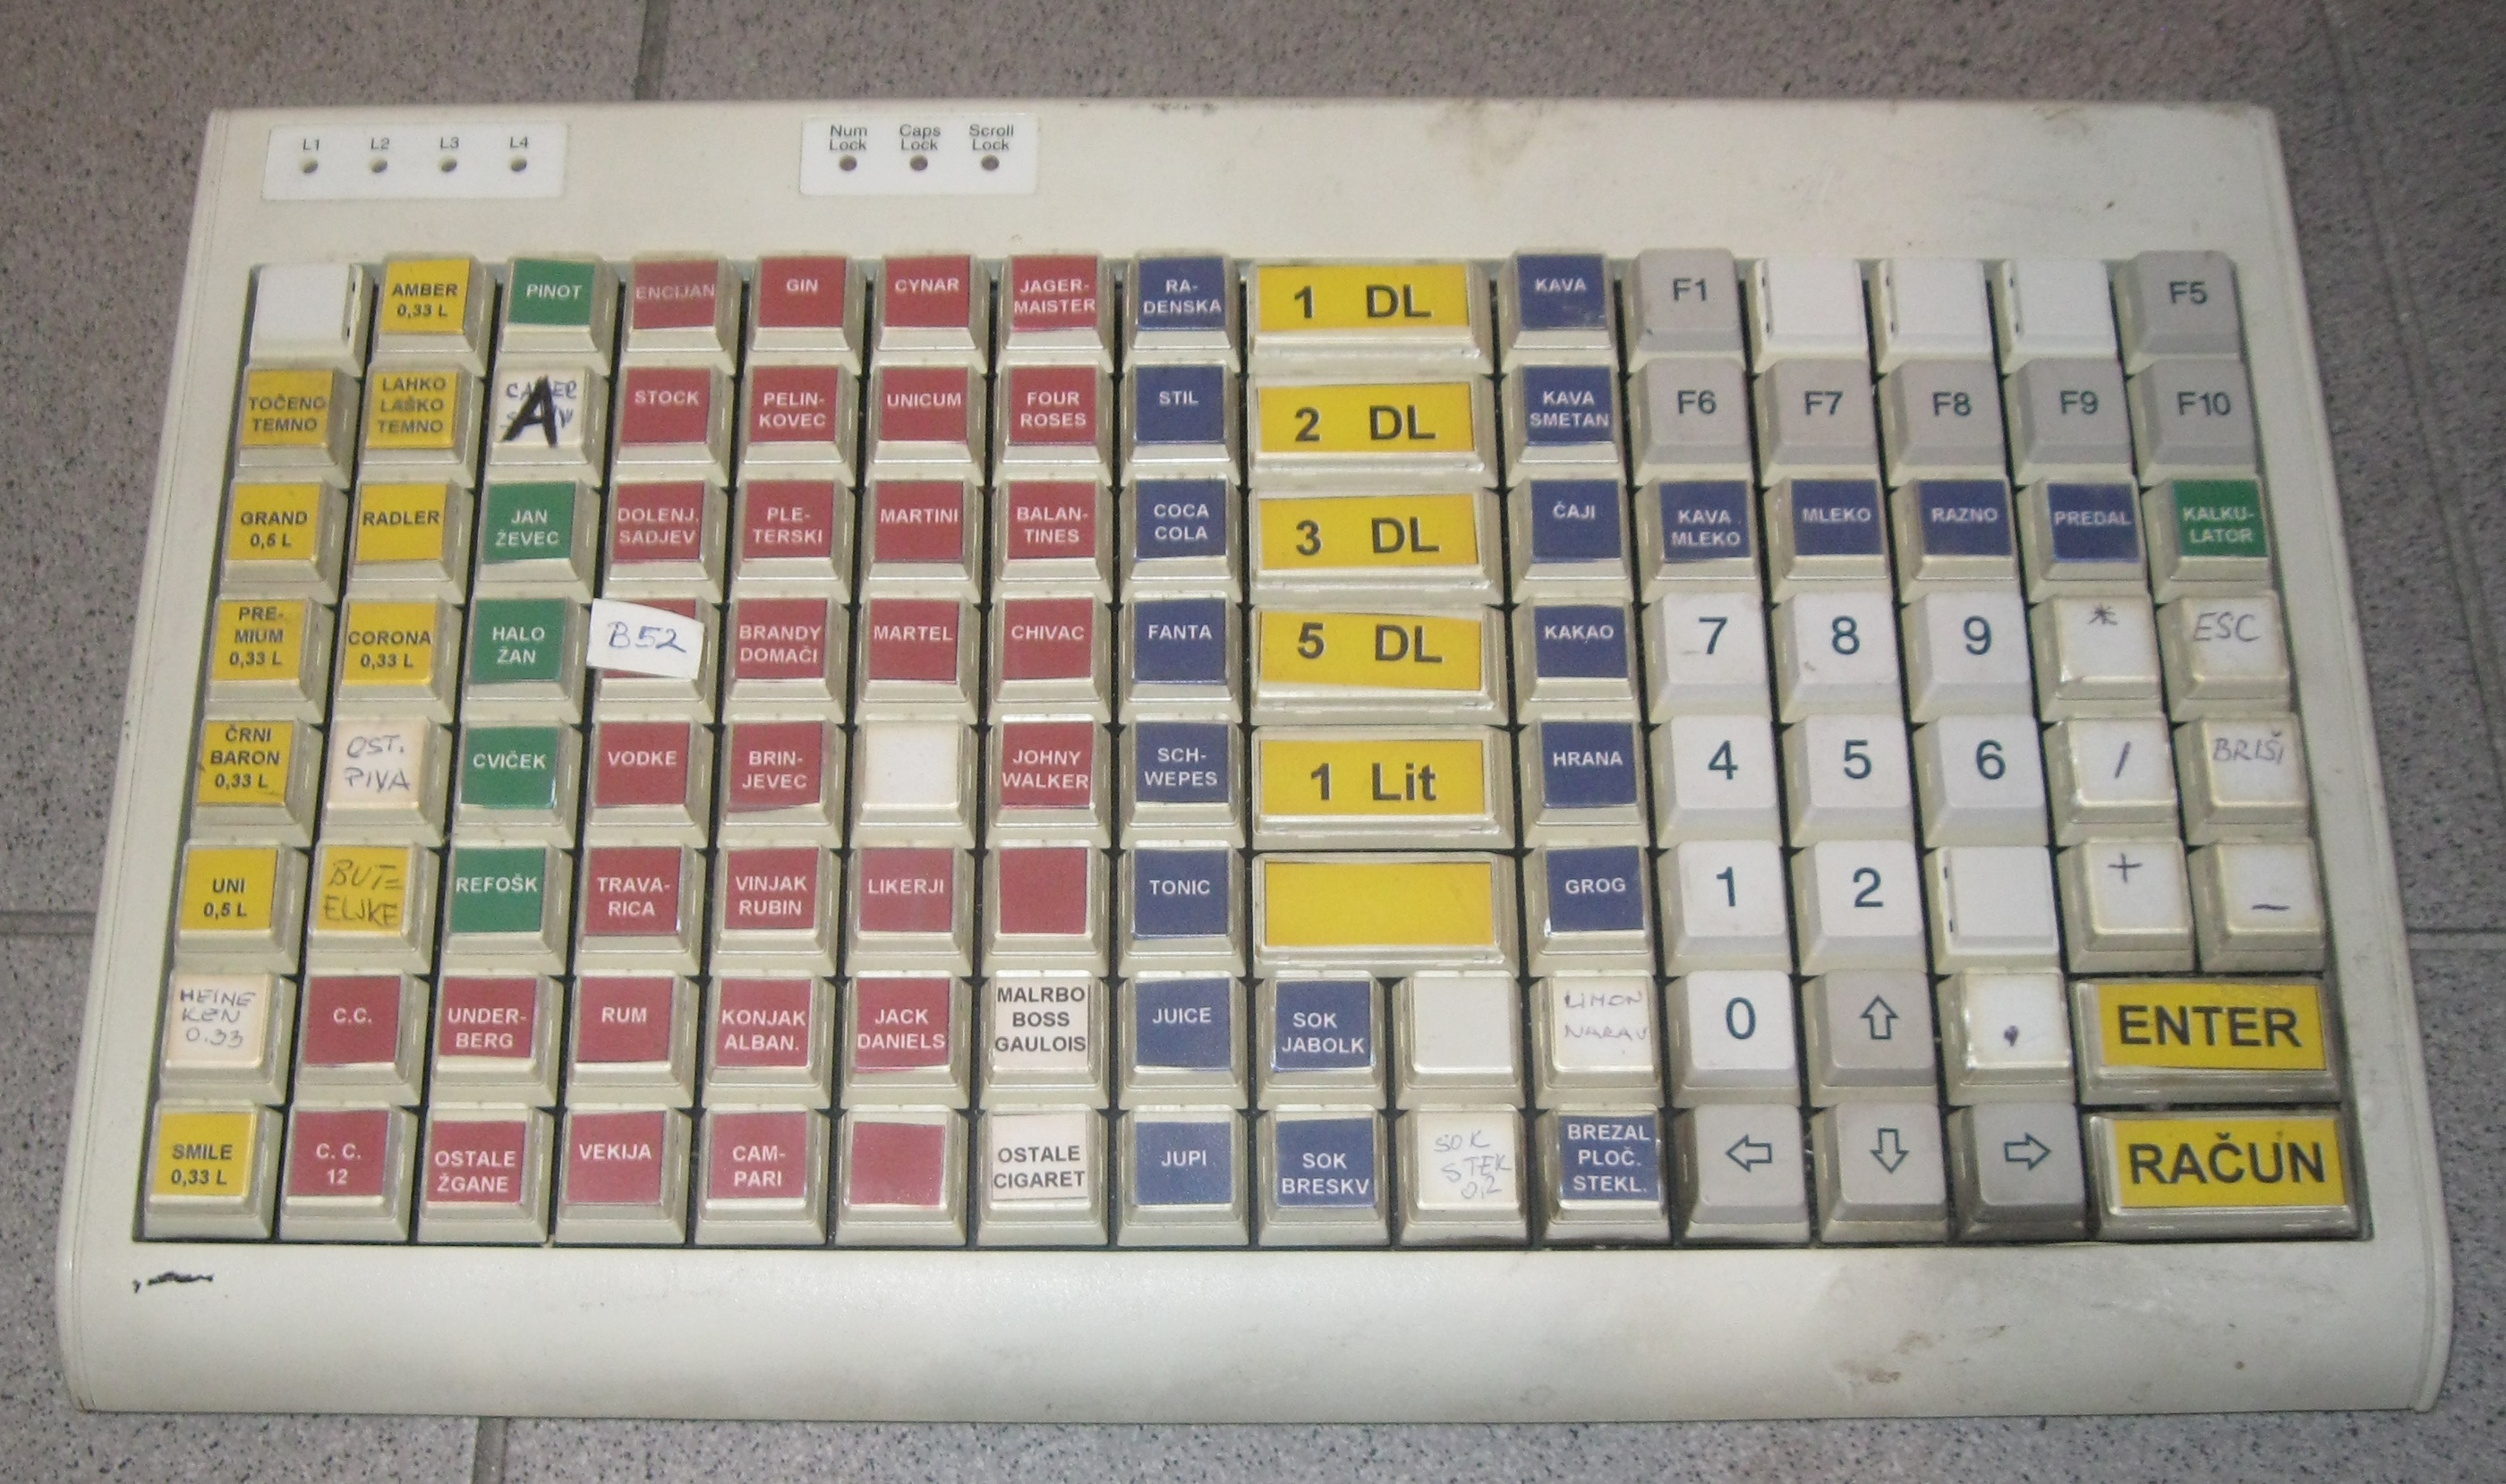 L1 L2 L3 L4
Num Lock Caps Lock Scroll Lock
AMBER 0,33 L PINOT ENCIJAN GIN CYNAR JAGER- MAISTER RA- DENSKA 1 DL KAVA F1 F5
TOČENO TEMNO LAHKO LAŠKO TEMNO A STOCK PELIN- KOVEC UNICUM FOUR ROSES STIL 2 DL KAVA SMETAN F6 F7 F8 F9 F10
GRAND 0,5 L RADLER JAN ŽEVEC DOLENJ. SADJEV PLE- TERSKI MARTINI BALAN- TINES COCA COLA 3 DL ČAJI KAVA MLEKO MLEKO RAZNO PREDAL KALKU- LATOR
PRE- MIUM 0,33 L CORONA 0,33 L HALO ŽAN B52 BRANDY DOMAČI MARTEL CHIVAC FANTA 5 DL KAKAO 7 8 9 * ESC
ČRNI BARON 0,33 L OST. PIVA CVIČEK VODKE BRIN- JEVEC JOHNY WALKER SCH- WEPES 1 Lit HRANA 4 5 6 / BRIŠI
UNI 0,5 L BUT= ELJKE REFOŠK TRAVA- RICA VINJAK RUBIN LIKERJI TONIC GROG 1 2 + –
HEINE KEN 0.33 C.C. UNDER- BERG RUM KONJAK ALBAN. JACK DANIELS MALRBO BOSS GAULOIS JUICE SOK JABOLK LIMON NARAV 0 ⇧ , ENTER
SMILE 0,33 L C. C. 12 OSTALE ŽGANE VEKIJA CAM- PARI OSTALE CIGARET JUPI SOK BRESKV SOK STEK 0,2 BREZAL PLOČ. STEKL. ⇦ ⇩ ⇨ RAČUN